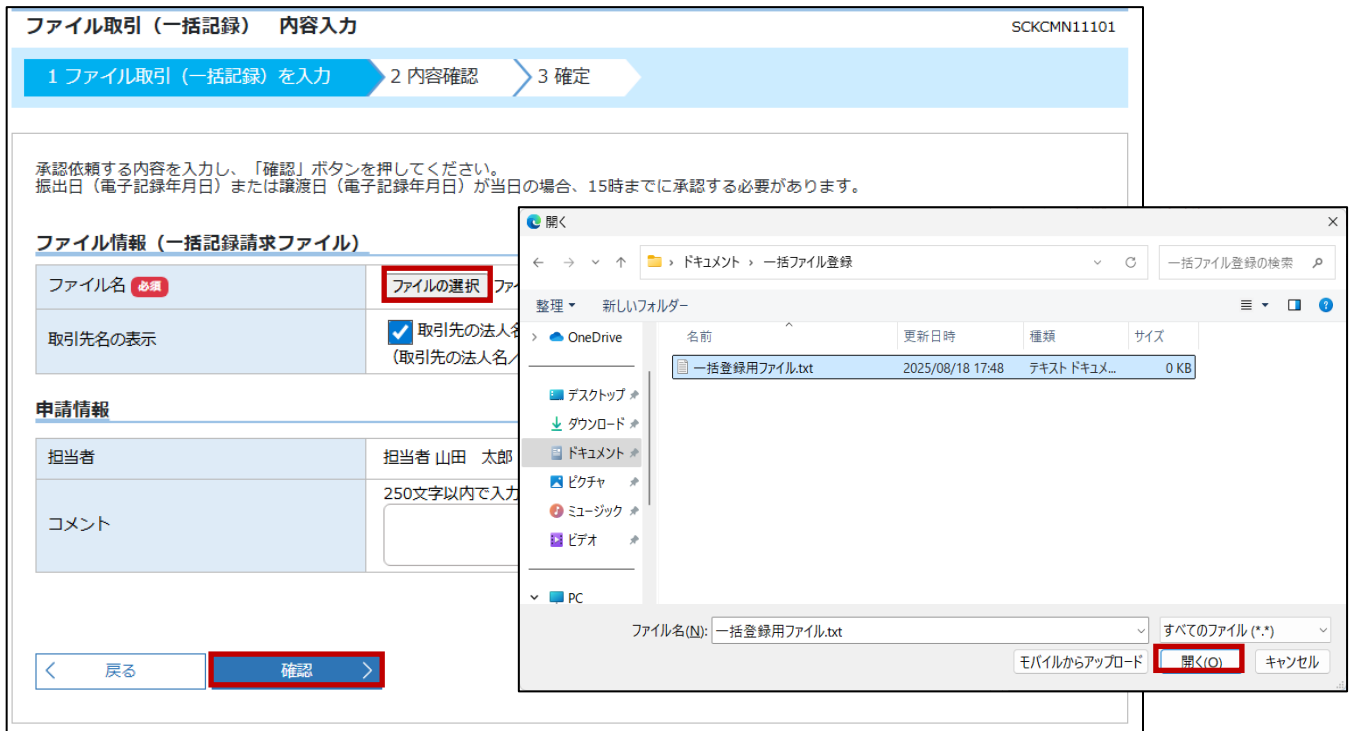 ファイル取引（一括記録）　内容入力
SCKCMN11101
1 ファイル取引（一括記録）を入力
2 内容確認
3 確定
承認依頼する内容を入力し、「確認」ボタンを押してください。
振出日（電子記録年月日）または譲渡日（電子記録年月日）が当日の場合、15時までに承認する必要があります。
ファイル情報（一括記録請求ファイル）
ファイル名 必須
ファイルの選択 ファイ
取引先名の表示
取引先の法人名
（取引先の法人名／
申請情報
担当者
担当者 山田　太郎
コメント
250文字以内で入力
戻る
確認
開く
ドキュメント › 一括ファイル登録
一括ファイル登録の検索
整理
新しいフォルダー
OneDrive
デスクトップ
ダウンロード
ドキュメント
ピクチャ
ミュージック
ビデオ
PC
名前 更新日時 種類 サイズ
一括登録用ファイル.txt 2025/08/18 17:48 テキスト ドキュメ... 0 KB
ファイル名(N): 一括登録用ファイル.txt
すべてのファイル (*.*)
モバイルからアップロード
開く(O)
キャンセル